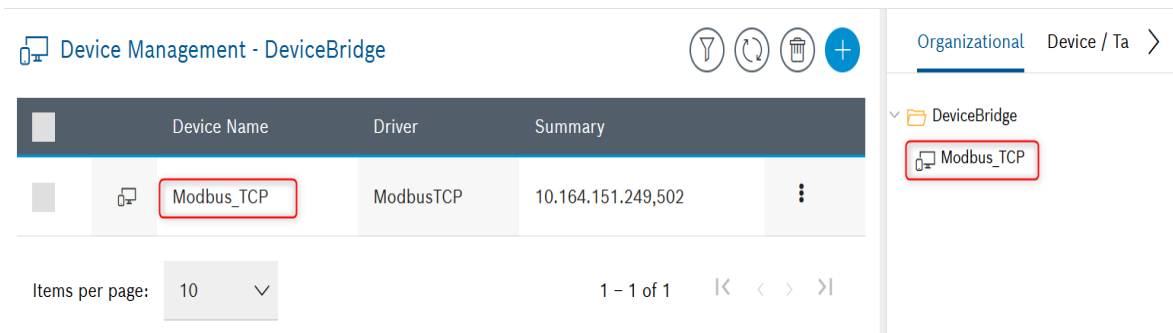 Device Management - DeviceBridge
Organizational Device / Ta
Device Name Driver Summary
DeviceBridge
Modbus_TCP
Modbus_TCP ModbusTCP 10.164.151.249,502
Items per page: 10 1 – 1 of 1